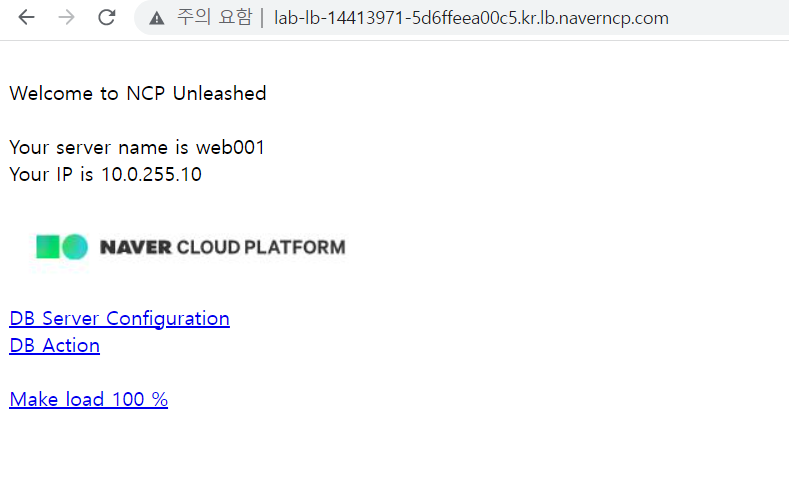 주의 요함 | lab-lb-14413971-5d6ffeea00c5.kr.lb.naverncp.com
Welcome to NCP Unleashed
Your server name is web001
Your IP is 10.0.255.10
NAVER CLOUD PLATFORM
DB Server Configuration
DB Action
Make load 100 %